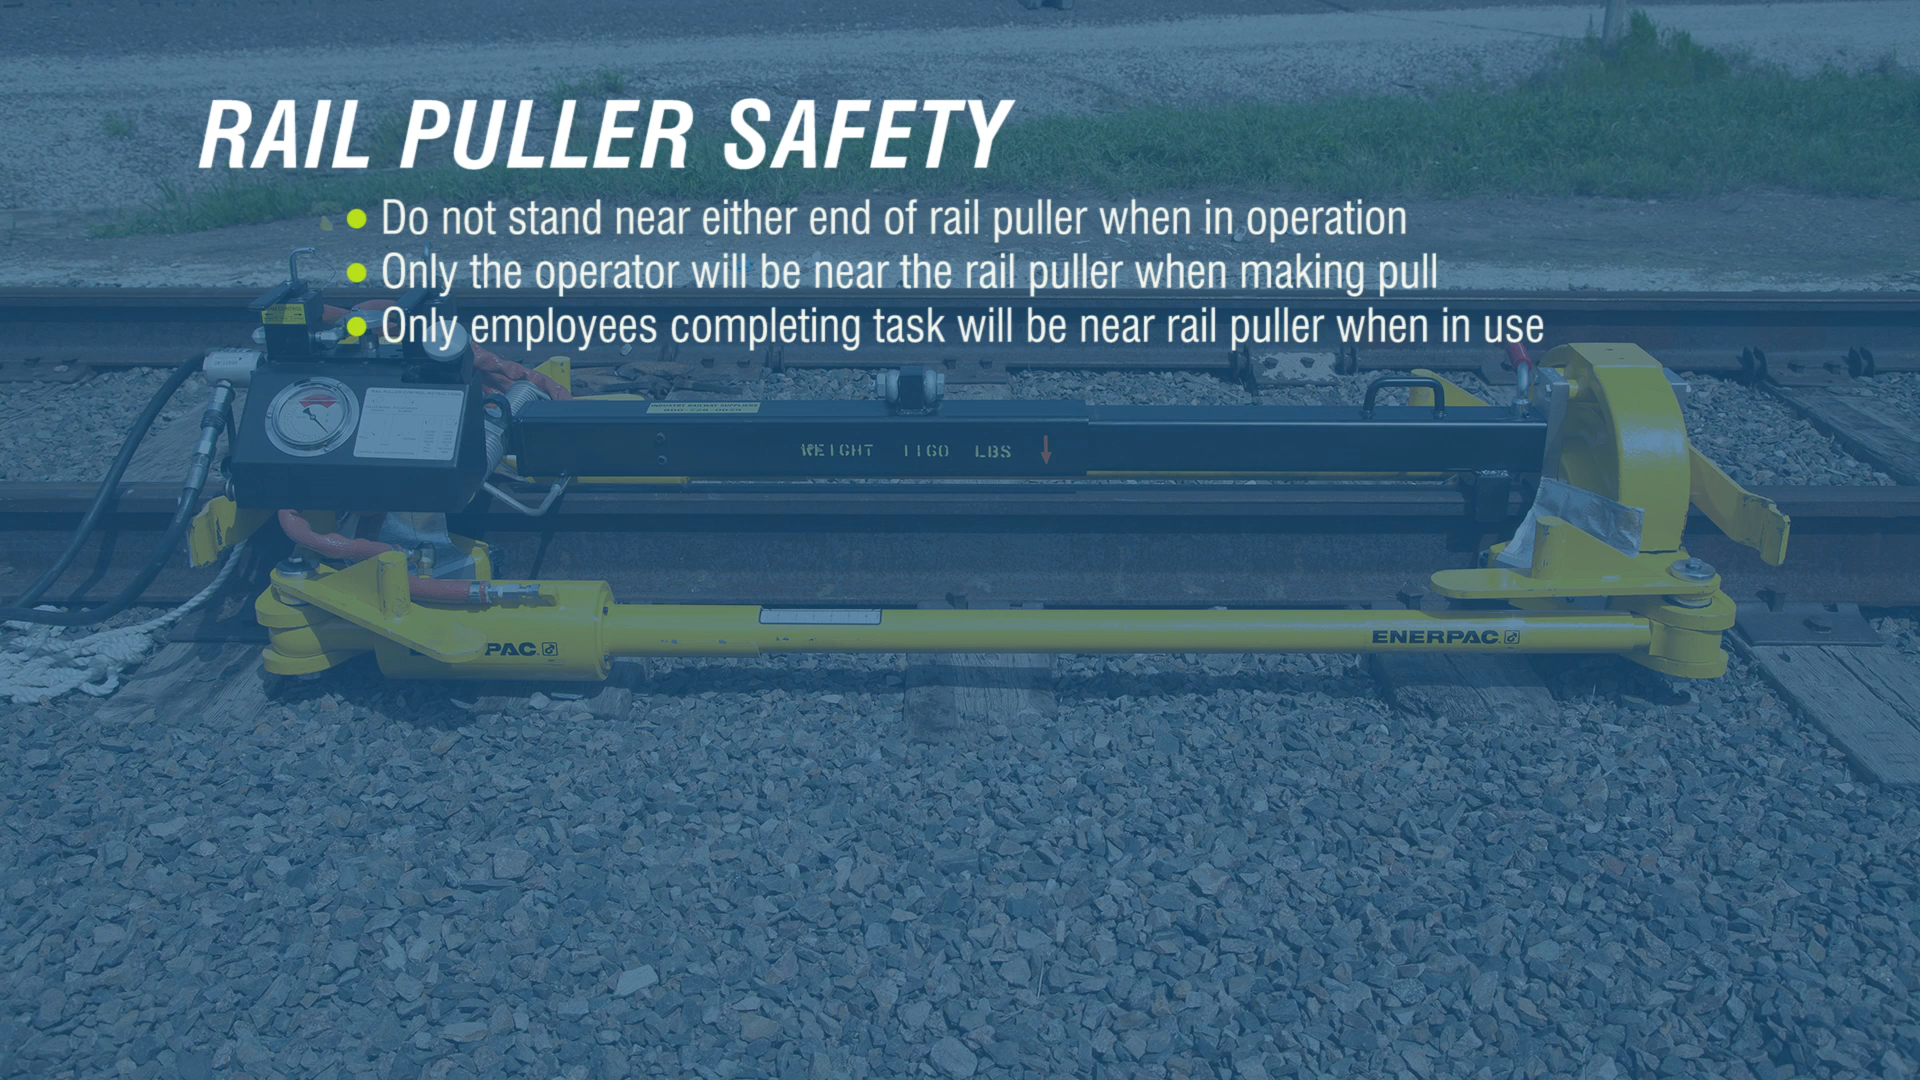 RAIL PULLER SAFETY
Do not stand near either end of rail puller when in operation
Only the operator will be near the rail puller when making pull
Only employees completing task will be near rail puller when in use
WEIGHT 1160 LBS
PAC
ENERPAC